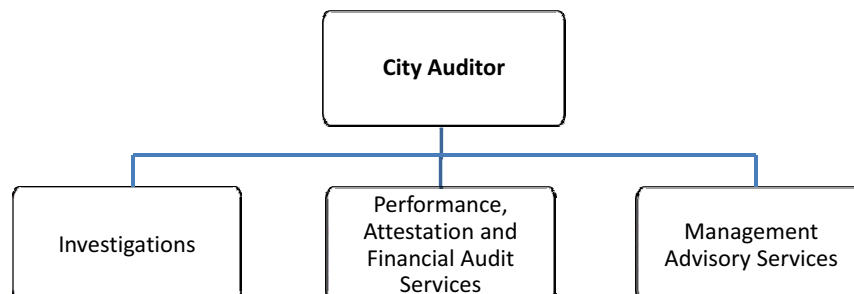 City Auditor
Investigations
Performance,
Attestation and
Financial Audit
Services
Management
Advisory Services